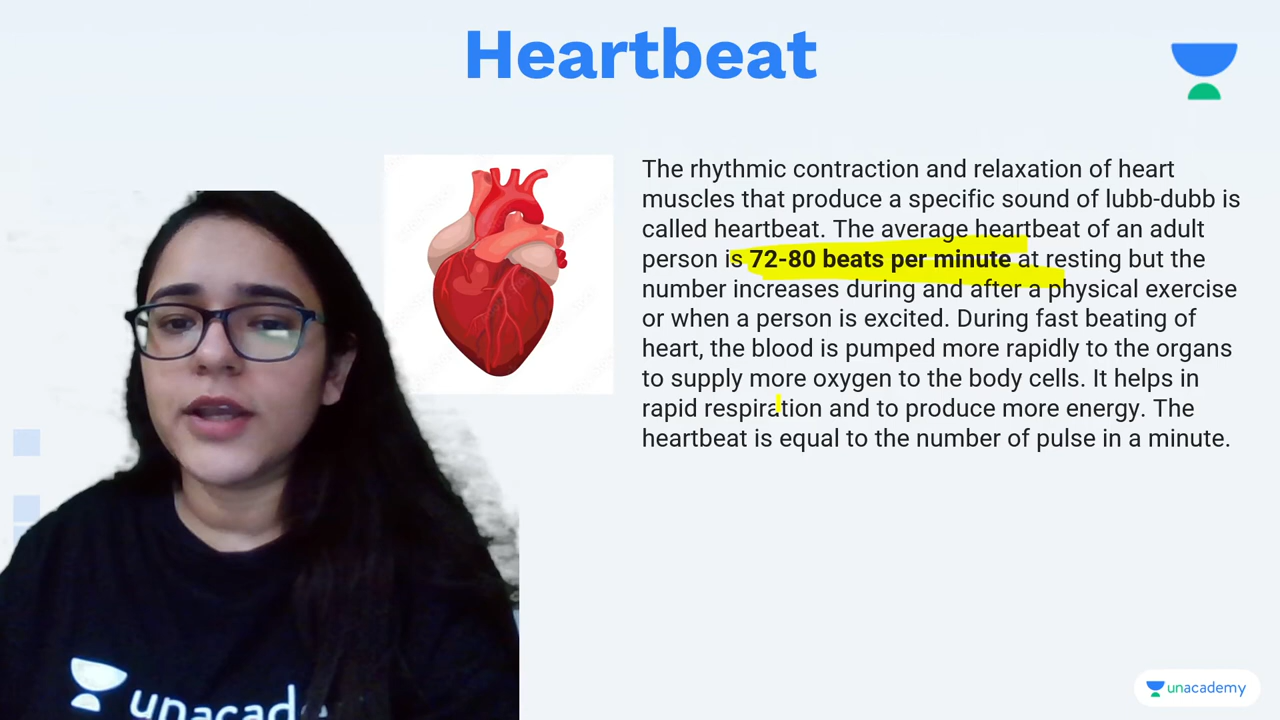 Heartbeat
The rhythmic contraction and relaxation of heart
muscles that produce a specific sound of lubb-dubb is
called heartbeat. The average heartbeat of an adult
person is 72-80 beats per minute at resting but the
number increases during and after a physical exercise
or when a person is excited. During fast beating of
heart, the blood is pumped more rapidly to the organs
to supply more oxygen to the body cells. It helps in
rapid respiration and to produce more energy. The
heartbeat is equal to the number of pulse in a minute.
unacad
unacademy